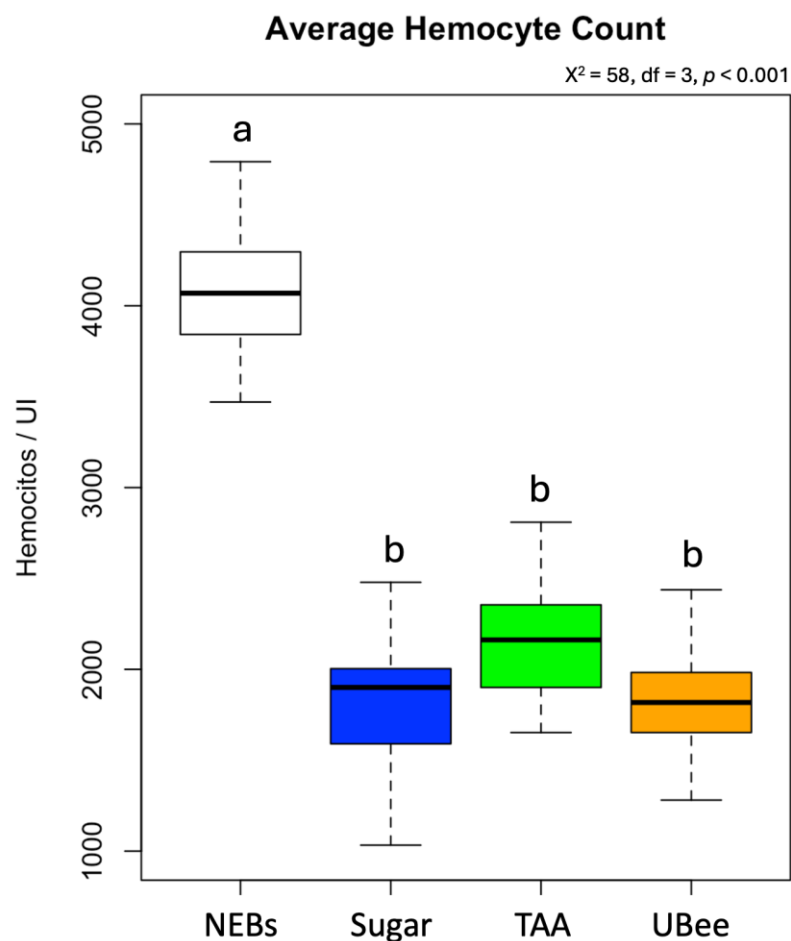 Average Hemocyte Count
X² = 58, df = 3, p < 0.001
Hemocitos / UI
5000
4000
3000
2000
1000
a
b
b
b
NEBs Sugar TAA UBee